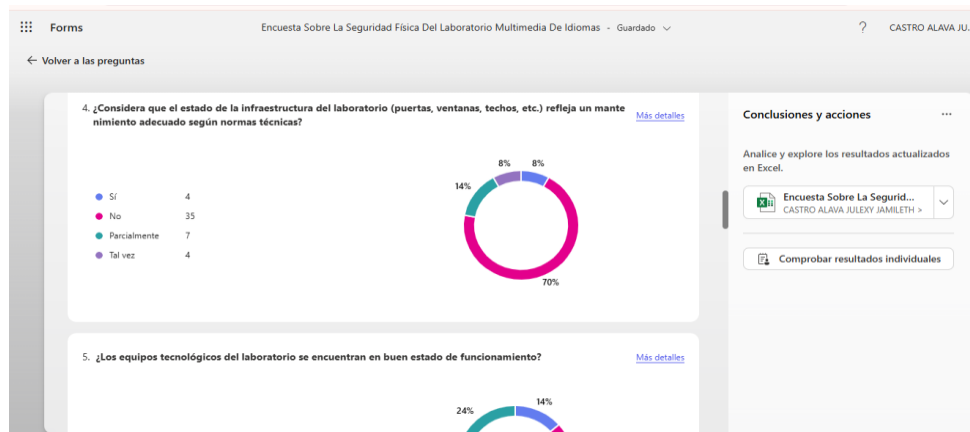 Forms
Encuesta Sobre La Seguridad Física Del Laboratorio Multimedia De Idiomas - Guardado
?
CASTRO ALAVA JU...
Volver a las preguntas
4. ¿Considera que el estado de la infraestructura del laboratorio (puertas, ventanas, techos, etc.) refleja un mante
nimiento adecuado según normas técnicas?
Más detalles
Sí 4
No 35
Parcialmente 7
Tal vez 4
8% 8%
14%
70%
5. ¿Los equipos tecnológicos del laboratorio se encuentran en buen estado de funcionamiento?
Más detalles
24% 14%
Conclusiones y acciones
...
Analice y explore los resultados actualizados
en Excel.
Encuesta Sobre La Segurid...
CASTRO ALAVA JULEXY JAMILETH >
Comprobar resultados individuales